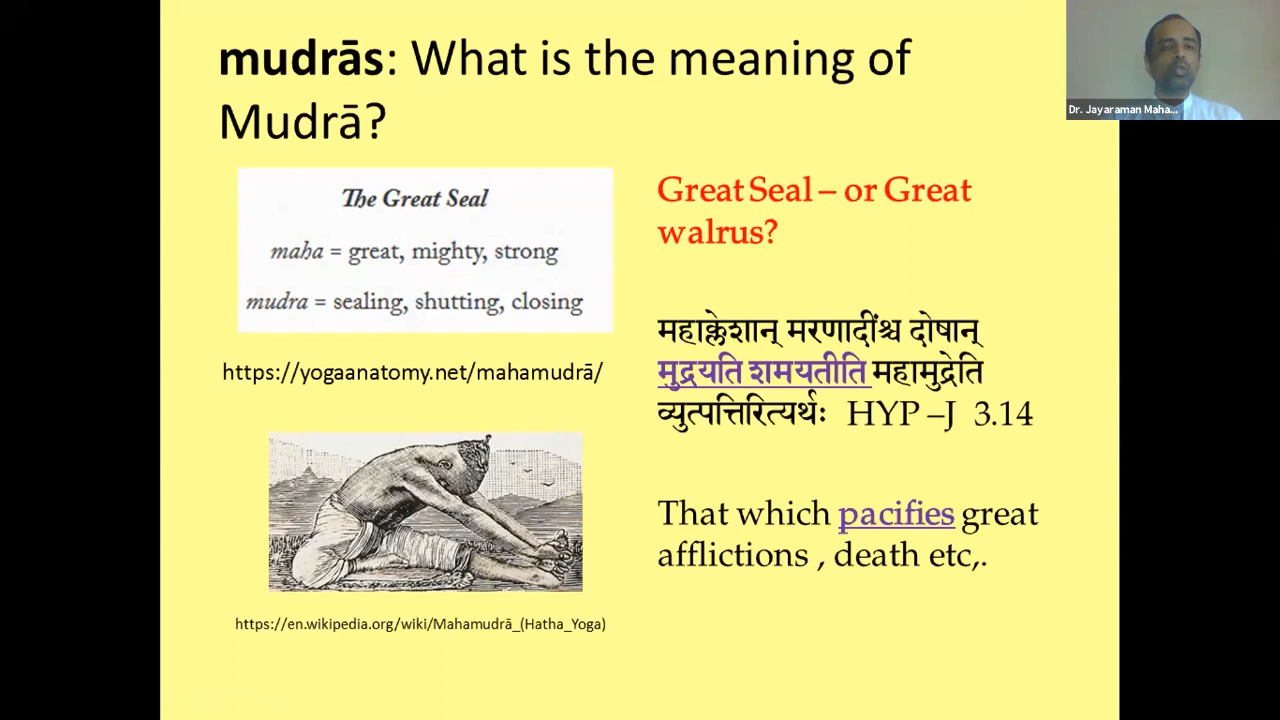 mudrās: What is the meaning of
Mudrā?
Dr. Jayaraman Maha...
The Great Seal
maha = great, mighty, strong
mudra = sealing, shutting, closing
https://yogaanatomy.net/mahamudrā/
https://en.wikipedia.org/wiki/Mahamudrā_(Hatha_Yoga)
Great Seal – or Great
walrus?
महाक्लेशान् मरणादींश्च दोषान्
मुद्रयति शमयतीति महामुद्रेति
व्युत्पत्तिरित्यर्थः HYP –J 3.14
That which pacifies great
afflictions , death etc,.